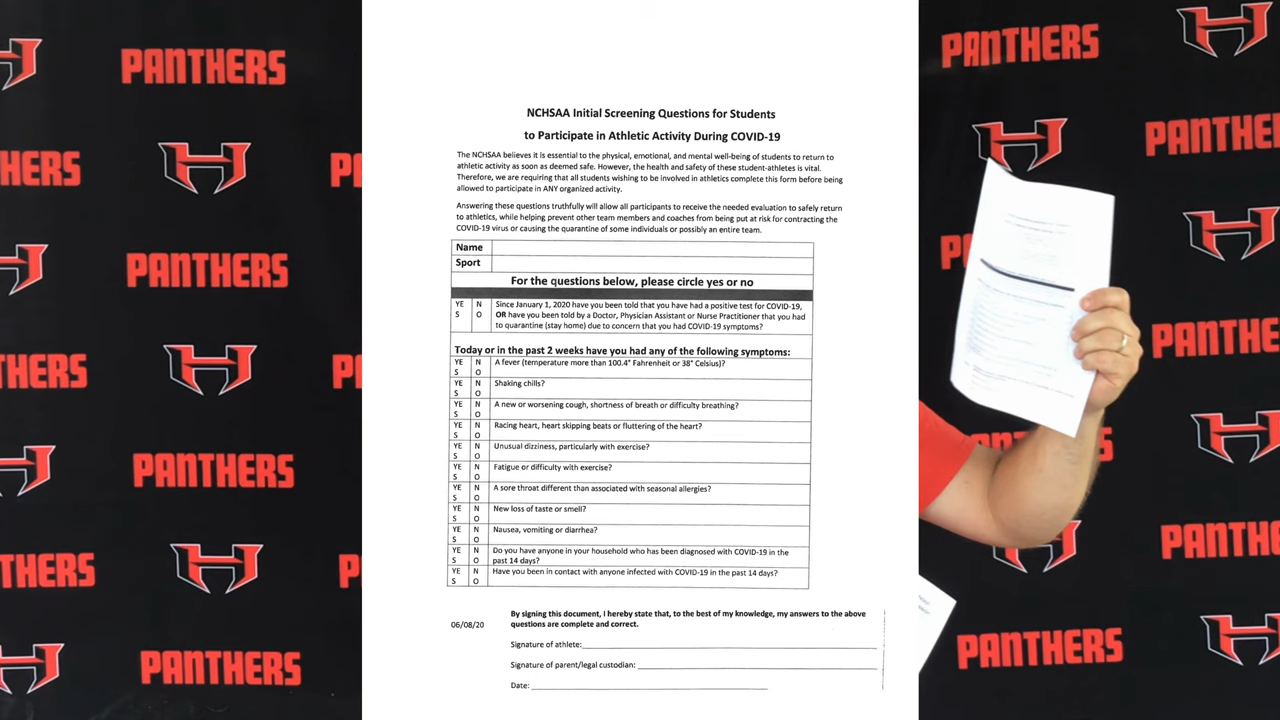 NCHSAA Initial Screening Questions for Students
to Participate in Athletic Activity During COVID-19
The NCHSAA believes it is essential to the physical, emotional, and mental well-being of students to return to
athletic activity as soon as deemed safe. However, the health and safety of these student-athletes is vital.
Therefore, we are requiring that all students wishing to be involved in athletics complete this form before being
allowed to participate in ANY organized activity.
Answering these questions truthfully will allow all participants to receive the needed evaluation to safely return
to athletics, while helping prevent other team members and coaches from being put at risk for contracting the
COVID-19 virus or causing the quarantine of some individuals or possibly an entire team.
Name
Sport
For the questions below, please circle yes or no
YES NO Since January 1, 2020 have you been told that you have had a positive test for COVID-19,
OR have you been told by a Doctor, Physician Assistant or Nurse Practitioner that you had
to quarantine (stay home) due to concern that you had COVID-19 symptoms?
Today or in the past 2 weeks have you had any of the following symptoms:
YES NO A fever (temperature more than 100.4° Fahrenheit or 38° Celsius)?
YES NO Shaking chills?
YES NO A new or worsening cough, shortness of breath or difficulty breathing?
YES NO Racing heart, heart skipping beats or fluttering of the heart?
YES NO Unusual dizziness, particularly with exercise?
YES NO Fatigue or difficulty with exercise?
YES NO A sore throat different than associated with seasonal allergies?
YES NO New loss of taste or smell?
YES NO Nausea, vomiting or diarrhea?
YES NO Do you have anyone in your household who has been diagnosed with COVID-19 in the
past 14 days?
YES NO Have you been in contact with anyone infected with COVID-19 in the past 14 days?
By signing this document, I hereby state that, to the best of my knowledge, my answers to the above
06/08/20 questions are complete and correct.
Signature of athlete:
Signature of parent/legal custodian:
Date:
PANTHERS
HERS
PANTHERS
HERS
PANTHERS
THERS
PANTHERS
P
P
P
PANTHERS
PANTHE
PANTHERS
PANTHE
PANTHERS
PANTHERS